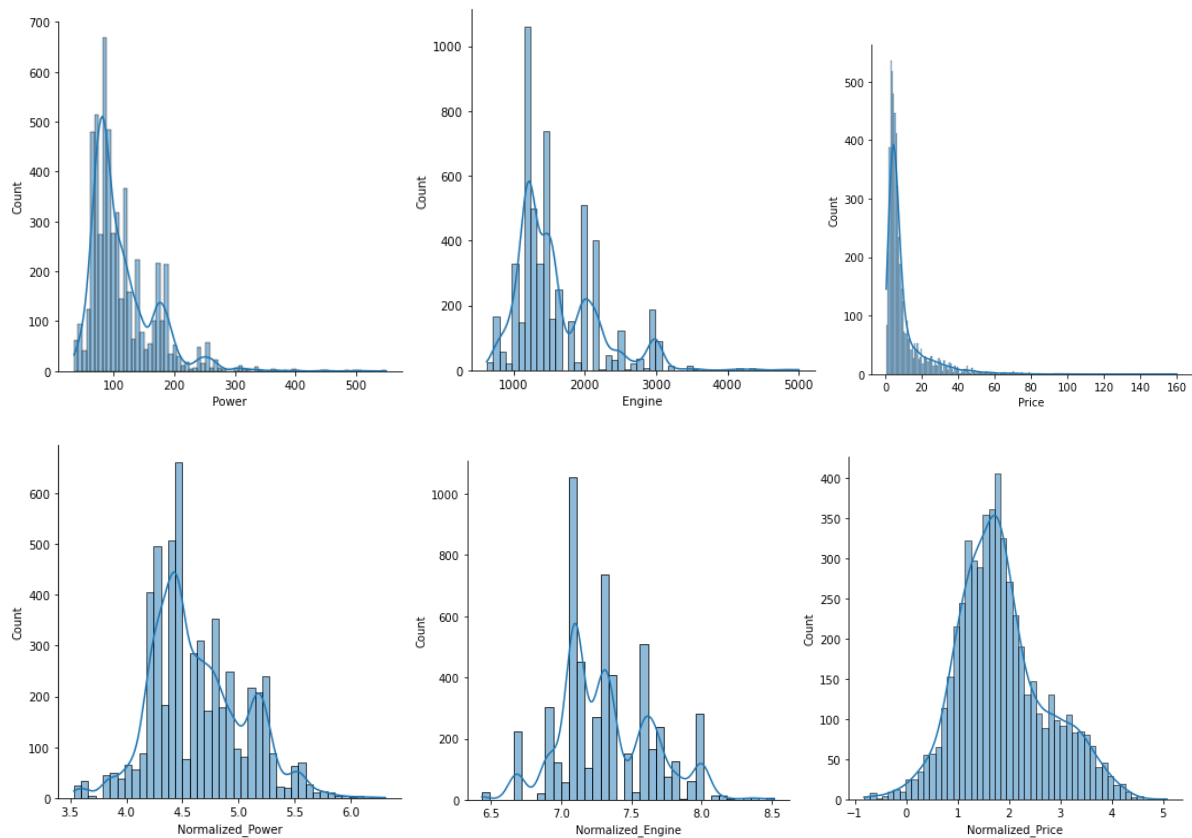 700
600
500
400
300
200
100
0
Count
100 200 300 400 500
Power
1000
800
600
400
200
0
Count
1000 2000 3000 4000 5000
Engine
500
400
300
200
100
0
Count
0 20 40 60 80 100 120 140 160
Price
600
500
400
300
200
100
0
Count
3.5 4.0 4.5 5.0 5.5 6.0
Normalized_Power
1000
800
600
400
200
0
Count
6.5 7.0 7.5 8.0 8.5
Normalized_Engine
400
350
300
250
200
150
100
50
0
Count
−1 0 1 2 3 4 5
Normalized_Price